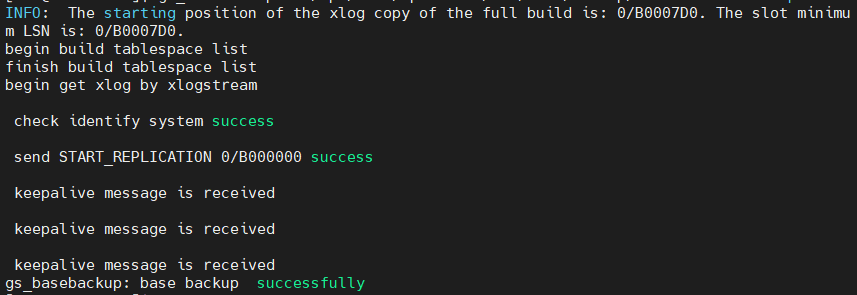 INFO:  The starting position of the xlog copy of the full build is: 0/B0007D0. The slot minimu
m LSN is: 0/B0007D0.
begin build tablespace list
finish build tablespace list
begin get xlog by xlogstream
check identify system success
send START_REPLICATION 0/B000000 success
keepalive message is received
keepalive message is received
keepalive message is received
gs_basebackup: base backup  successfully